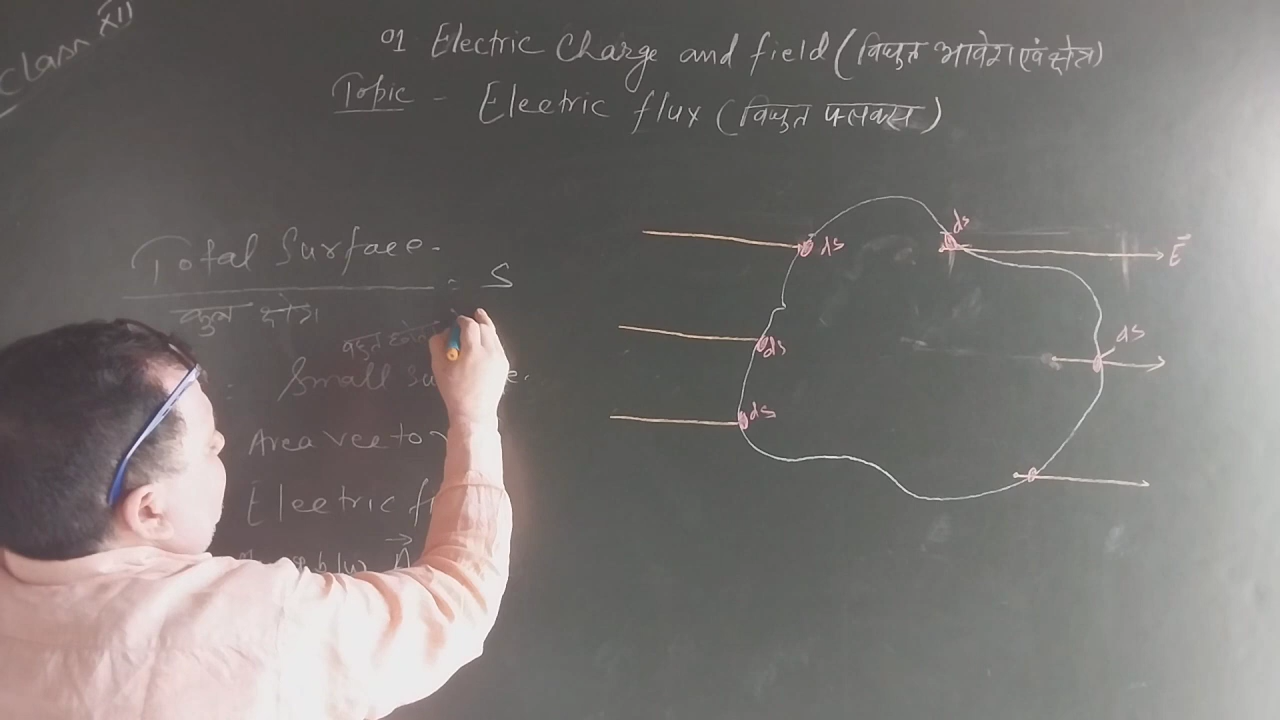 Class XII
01 Electric Charge and field (विधुत आवेश एवं क्षेत्र)
Topic - Electric flux (विधुत फ्लक्स)
Total Surface.
= S
कुल क्षेत्र
Small
Area vector
Electric
b/w A
ds
ds
E
ds
ds
ds